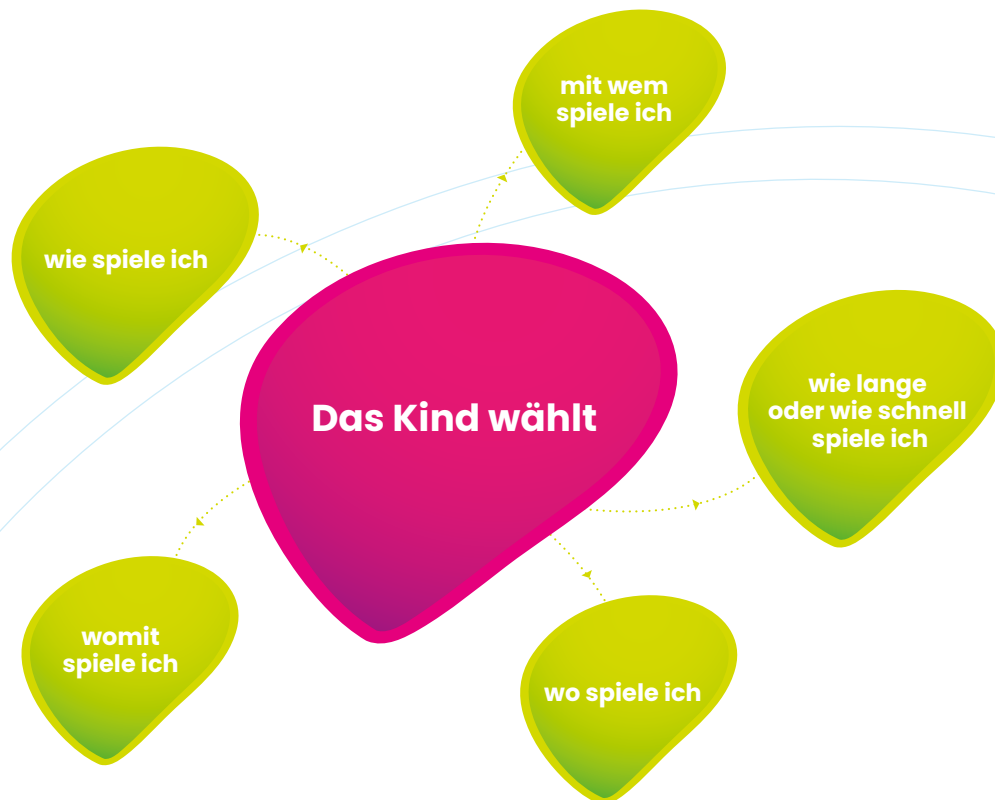 mit wem
spiele ich
wie spiele ich
Das Kind wählt
wie lange
oder wie schnell
spiele ich
womit
spiele ich
wo spiele ich